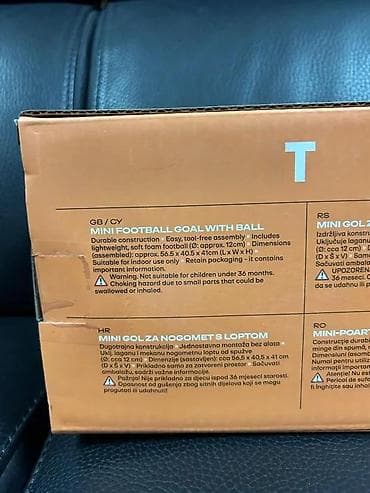 T
GB / CY
MINI FOOTBALL GOAL WITH BALL
Durable construction • Easy, tool-free assembly • Includes
lightweight, soft foam football (Ø: approx. 12cm) • Dimensions
(assembled): approx. 56.5 x 40.5 x 41cm (L x W x H) •
Suitable for indoor use only • Retain packaging – it contains
important information.
Warning. Not suitable for children under 36 months.
Choking hazard due to small parts that could be
swallowed or inhaled.
RS
MINI GOL Z
Izdržljiva konstru
Uključuje laganu
(Ø: cca 12 cm) • D
(D x Š x V) •
Sačuvati ambala
UPOZOREN
36 meseci.
da se udahnu ili
HR
MINI GOL ZA NOGOMET S LOPTOM
Dugotrajna konstrukcija • Jednostavna montaža bez alata •
Uklj. laganu i mekanu nogometnu loptu od spužve
(Ø: cca 12 cm) • Dimenzije (sastavljen): cca 56,5 x 40,5 x 41 cm
(D x Š x V) • Prikladno samo za zatvoreni prostor • Sačuvati
ambalažu, sadrži važne informacije.
Pažnja! Nije prikladno za djecu ispod 36 mjeseci starosti.
Opasnost od gušenja zbog sitnih dijelova koji se mogu
progutati ili udahnuti!
RO
MINI-POART
Construcție durabi
minge din spumă,
Dimensiuni (asam
Numai pentru utiliz
informații importa
Atenție! Ne
Pericol de sufo
fi înghițite sau inhal